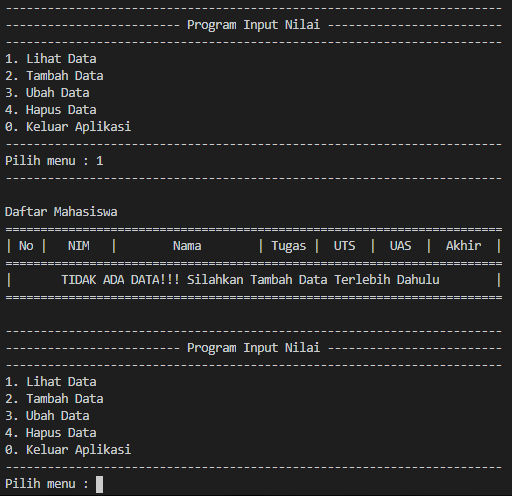 -----------------------------------------------------------------------
------------------------- Program Input Nilai -------------------------
-----------------------------------------------------------------------
1. Lihat Data
2. Tambah Data
3. Ubah Data
4. Hapus Data
0. Keluar Aplikasi
-----------------------------------------------------------------------
Pilih menu : 1
-----------------------------------------------------------------------
Daftar Mahasiswa
=======================================================================
| No |   NIM   |        Nama        | Tugas |  UTS  |  UAS  |  Akhir  |
=======================================================================
|       TIDAK ADA DATA!!! Silahkan Tambah Data Terlebih Dahulu        |
=======================================================================
-----------------------------------------------------------------------
------------------------- Program Input Nilai -------------------------
-----------------------------------------------------------------------
1. Lihat Data
2. Tambah Data
3. Ubah Data
4. Hapus Data
0. Keluar Aplikasi
-----------------------------------------------------------------------
Pilih menu :